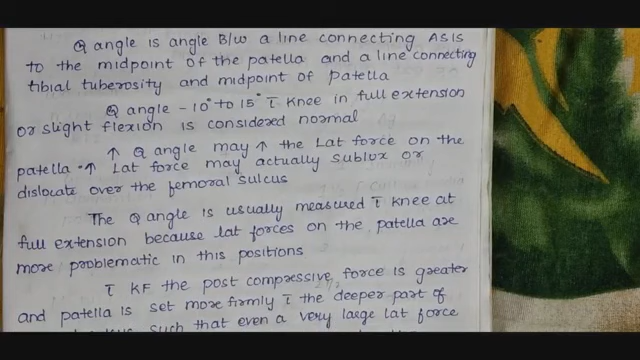 Q angle is angle B/w a line connecting ASIS
to the midpoint of the patella and a line connecting
tibial tuberosity and midpoint of patella
Q angle - 10° to 15° c̄ knee in full extension
or slight flexion is considered normal
↑ Q angle may ↑ the Lat force on the
patella . ↑ Lat force may actually sublux or
dislocate over the femoral sulcus
The Q angle is usually measured c̄ knee at
full extension because lat forces on the patella are
more problematic in this positions
c̄ KF the post compressive force is greater
and patella is set more firmly c̄ the deeper part of
such that even a very large lat force